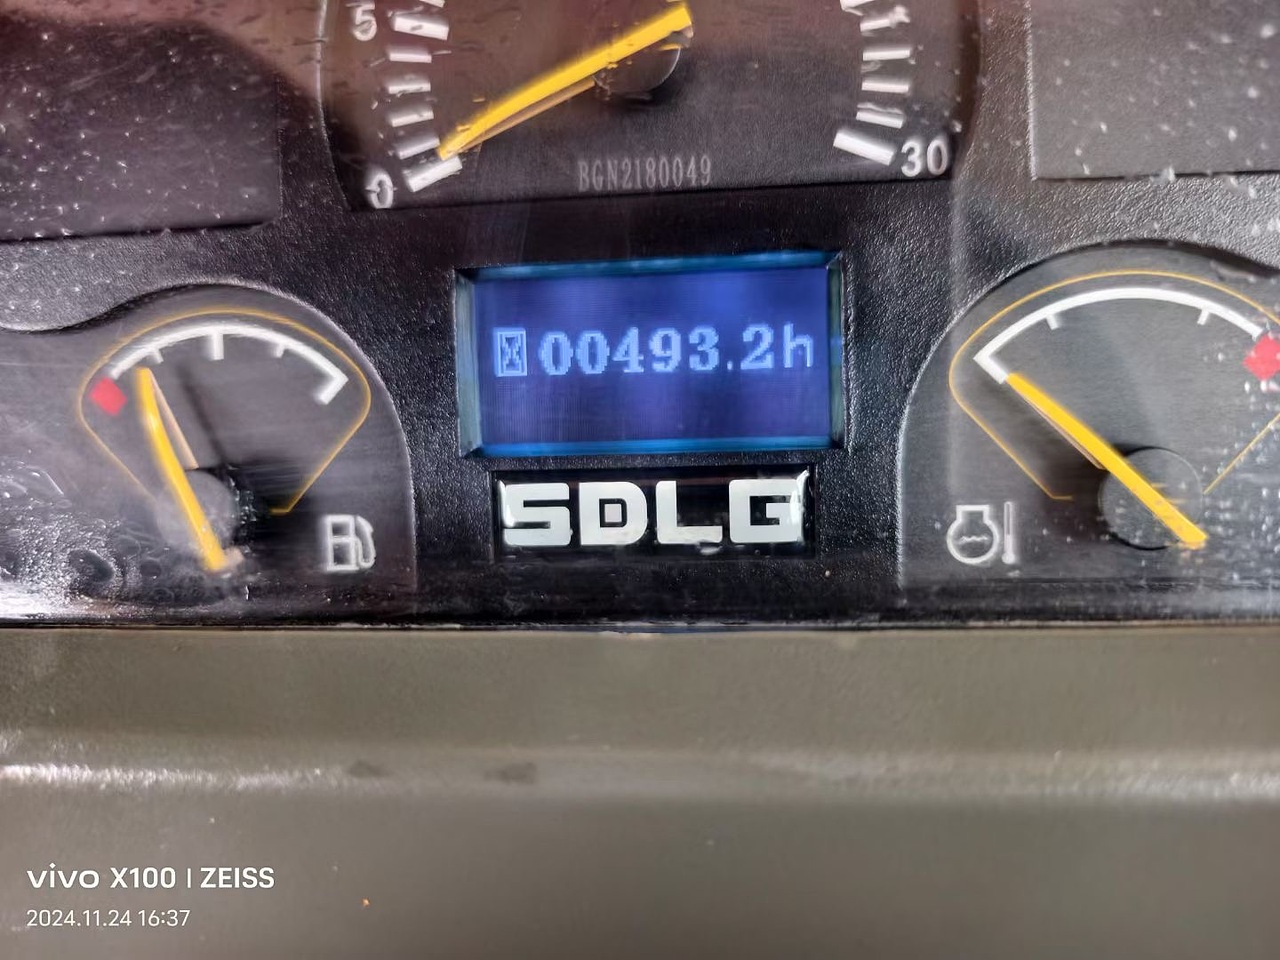 5
0
30
BGN2180049
00493.2h
SDLG
vivo X100 | ZEISS
2024.11.24 16:37